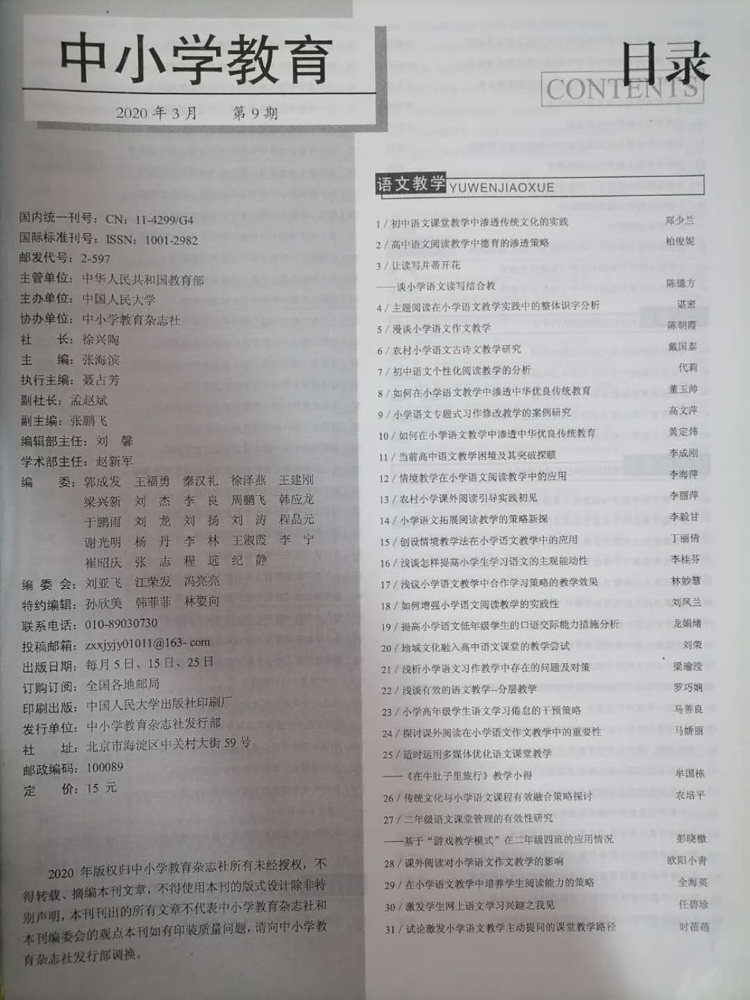 中小学教育
2020 年 3 月 第 9 期
国内统一刊号：CN：11-4299/G4
国际标准刊号：ISSN：1001-2982
邮发代号：2-597
主管单位：中华人民共和国教育部
主办单位：中国人民大学
协办单位：中小学教育杂志社
社 长：徐兴陶
主 编：张海滨
执行主编：聂占芳
副社长：孟赵斌
副主编：张鹏飞
编辑部主任：刘 馨
学术部主任：赵新军
编 委：郭成发 王福勇 秦汉礼 徐泽燕 王建刚
梁兴新 刘 杰 李 良 周鹏飞 韩应龙
于鹏雨 刘 龙 刘 扬 刘 涛 程品元
谢光明 杨 丹 李 林 王淑霞 李 宁
崔昭庆 张 志 程 远 纪 静
编 委 会：刘亚飞 江荣发 冯亮亮
特约编辑：孙欣美 韩菲菲 林要向
联系电话：010-89030730
投稿邮箱：zxxjyjy01011@163- com
出版日期：每月 5 日、15 日、25 日
订购订阅：全国各地邮局
印刷出版：中国人民大学出版社印刷厂
发行单位：中小学教育杂志社发行部
社 址：北京市海淀区中关村大街 59 号
邮政编码：100089
定 价：15 元
2020 年版权归中小学教育杂志社所有未经授权，不
得转载、摘编本刊文章，不得使用本刊的版式设计除非特
别声明，本刊刊出的所有文章不代表中小学教育杂志社和
本刊编委会的观点本刊如有印装质量问题，请向中小学教
育杂志社发行部调换。
目录
CONTENTS
语文教学 YUWENJIAOXUE
1 / 初中语文课堂教学中渗透传统文化的实践 郑少兰
2 / 高中语文阅读教学中德育的渗透策略 柏俊妮
3 / 让读写并蒂开花
——谈小学语文读写结合教 陈镱方
4 / 主题阅读在小学语文教学实践中的整体识字分析 谌密
5 / 漫谈小学语文作文教学 陈朝霞
6 / 农村小学语文古诗文教学研究 戴国泰
7 / 初中语文个性化阅读教学的分析 代莉
8 / 如何在小学语文教学中渗透中华优良传统教育 董玉帅
9 / 小学语文专题式习作修改教学的案例研究 高文萍
10 / 如何在小学语文教学中渗透中华优良传统教育 黄定炜
11 / 当前高中语文教学困境及其突破探赜 李成刚
12 / 情境教学在小学语文阅读教学中的应用 李海萍
13 / 农村小学课外阅读引导实践初见 李丽萍
14 / 小学语文拓展阅读教学的策略新探 李毅甘
15 / 创设情境教学法在小学语文教学中的应用 丁丽倩
16 / 浅谈怎样提高小学生学习语文的主观能动性 李桂芬
17 / 浅议小学语文教学中合作学习策略的教学效果 林妙慧
18 / 如何增强小学语文阅读教学的实践性 刘凤兰
19 / 提高小学语文低年级学生的口语交际能力措施分析 龙娟绪
20 / 地域文化融入高中语文课堂的教学尝试 刘荣
21 / 浅析小学语文习作教学中存在的问题及对策 梁瑜滢
22 / 浅谈有效的语文教学--分层教学 罗巧娴
23 / 小学高年级学生语文学习倦怠的干预策略 马善良
24 / 探讨课外阅读在小学语文作文教学中的重要性 马娇丽
25 / 适时运用多媒体优化语文课堂教学
——《在牛肚子里旅行》教学小得 牟国栋
26 / 传统文化与小学语文课程有效融合策略探讨 农培平
27 / 二年级语文课堂管理的有效性研究
——基于“游戏教学模式”在二年级四班的应用情况 彭晓橄
28 / 课外阅读对小学语文作文教学的影响 欧阳小青
29 / 在小学语文教学中培养学生阅读能力的策略 全海英
30 / 激发学生网上语文学习兴趣之我见 任碧珍
31 / 试论激发小学语文教学主动提问的课堂教学路径 时蓓蓓